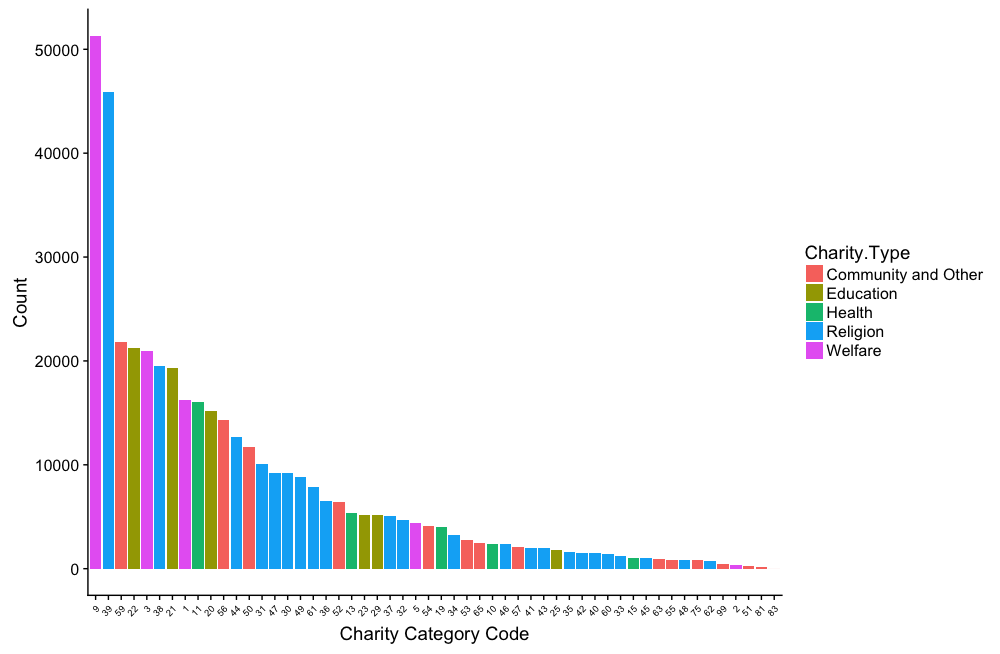 50000
40000
30000
20000
10000
0
Count
9 39 59 22 3 38 21 1 11 20 56 44 50 31 47 30 49 61 36 52 13 23 29 37 32 5 54 19 34 53 65 10 46 57 41 43 25 35 42 40 60 33 15 45 63 55 48 75 62 99 2 51 81 83
Charity Category Code
Charity.Type
Community and Other
Education
Health
Religion
Welfare